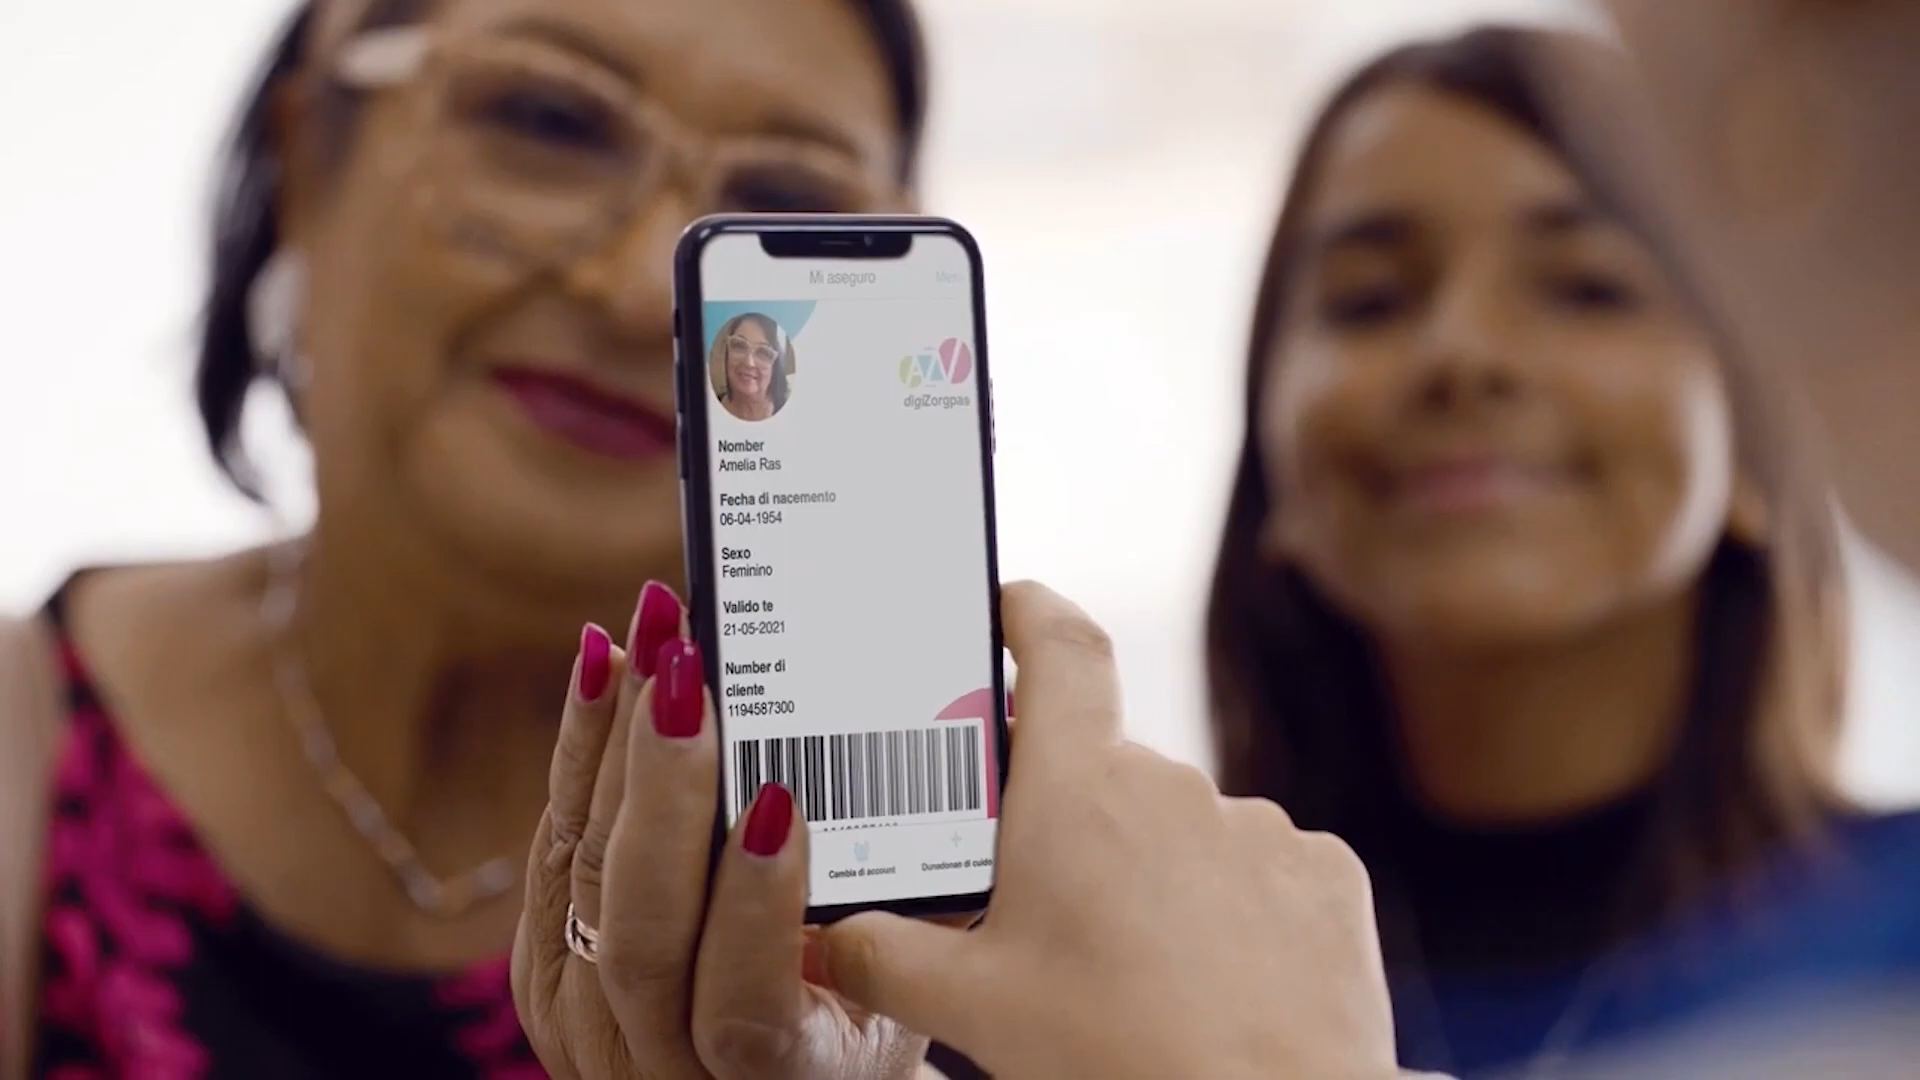 Mi aseguro
Menu
AZV
digiZorgpas
Nomber
Amelia Ras
Fecha di nacemento
06-04-1954
Sexo
Feminino
Valido te
21-05-2021
Number di
cliente
1194587300
Cambia di account
Dunadonan di cuido